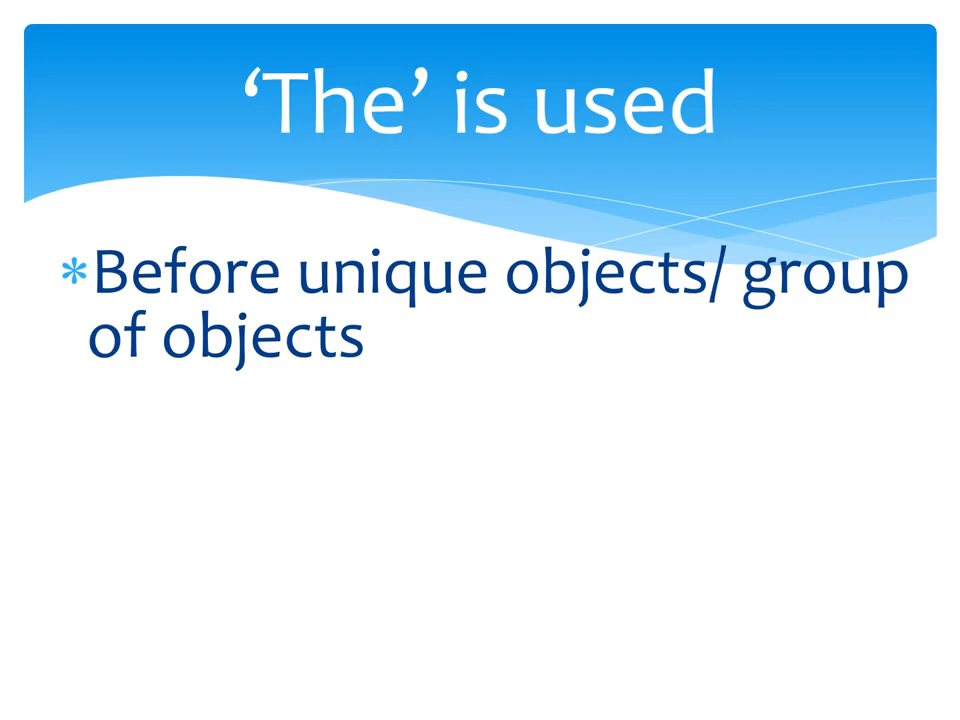 ‘The’ is used
*Before unique objects/ group
of objects